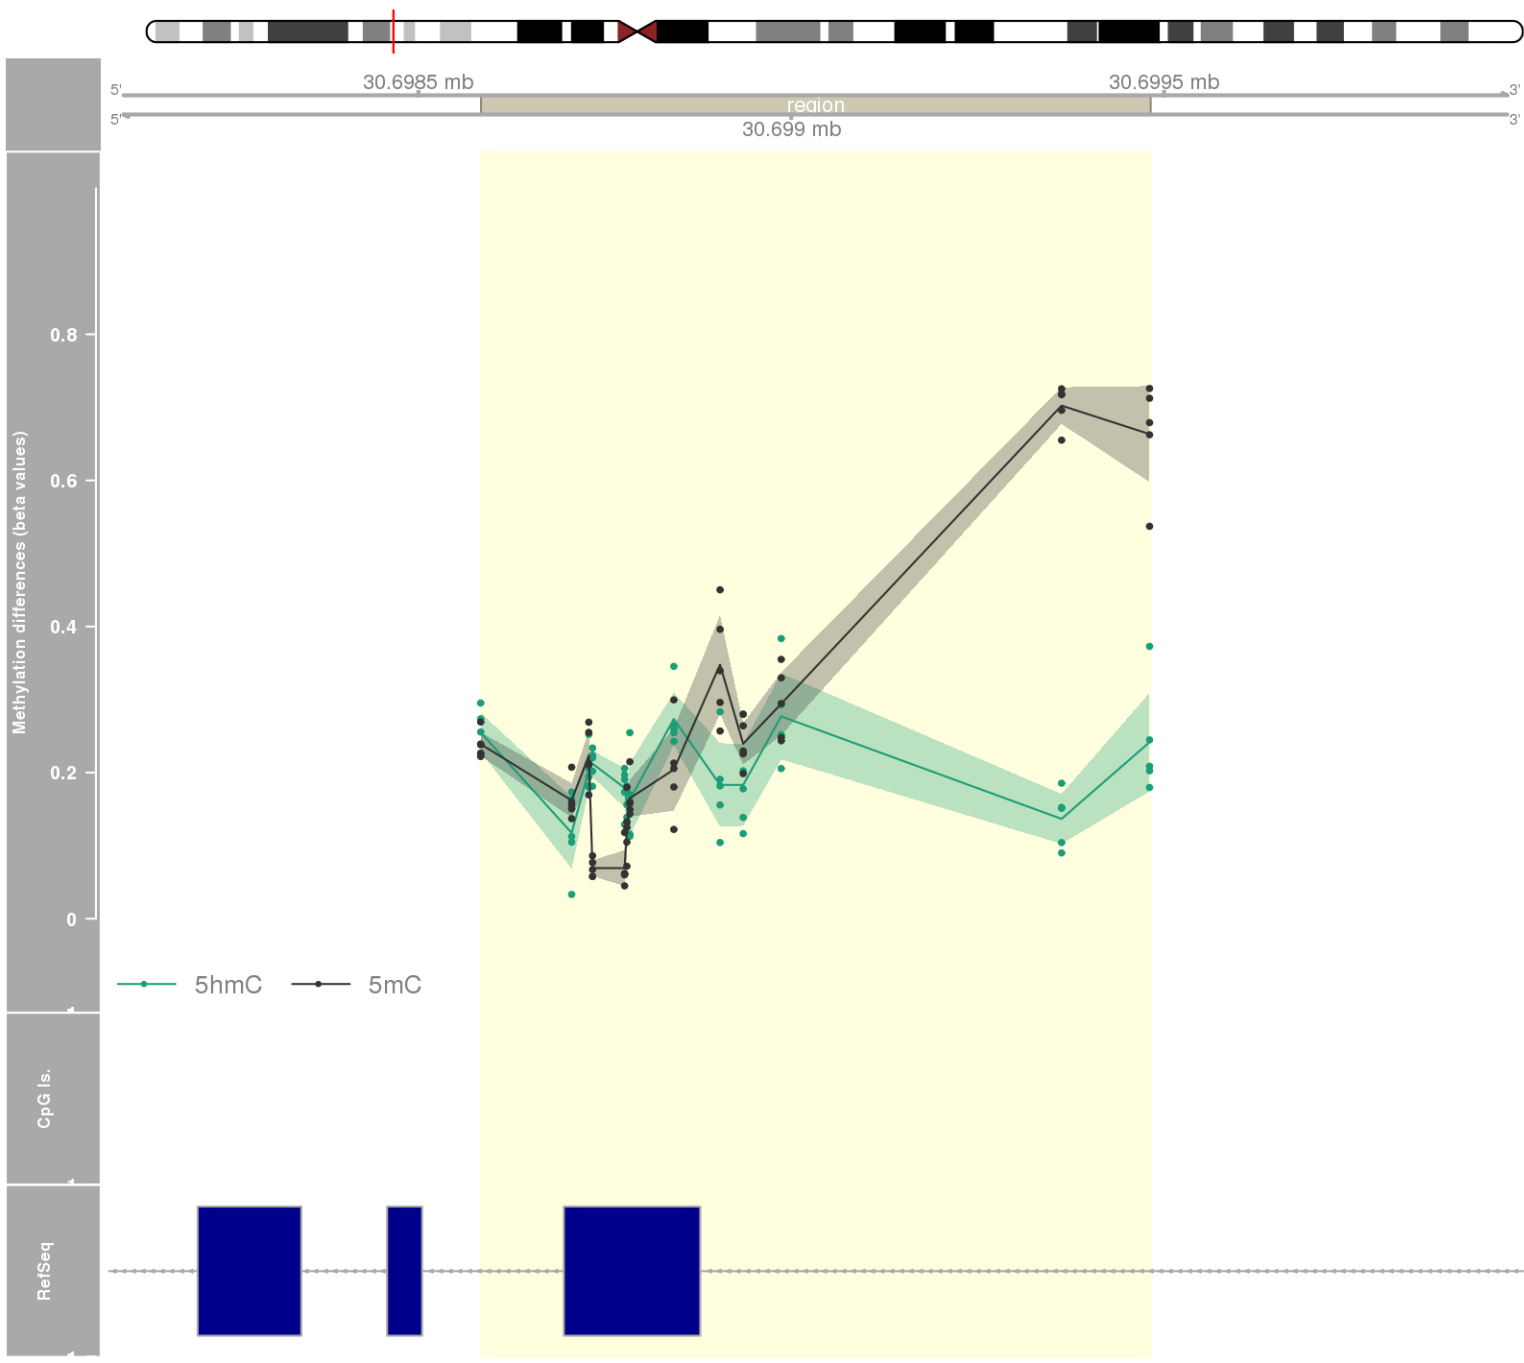 30.6985 mb
30.6995 mb
5'
3'
region
5'
3'
30.699 mb
Methylation differences (beta values)
0.8
0.6
0.4
0.2
0
5hmC
5mC
CpG Is.
RefSeq